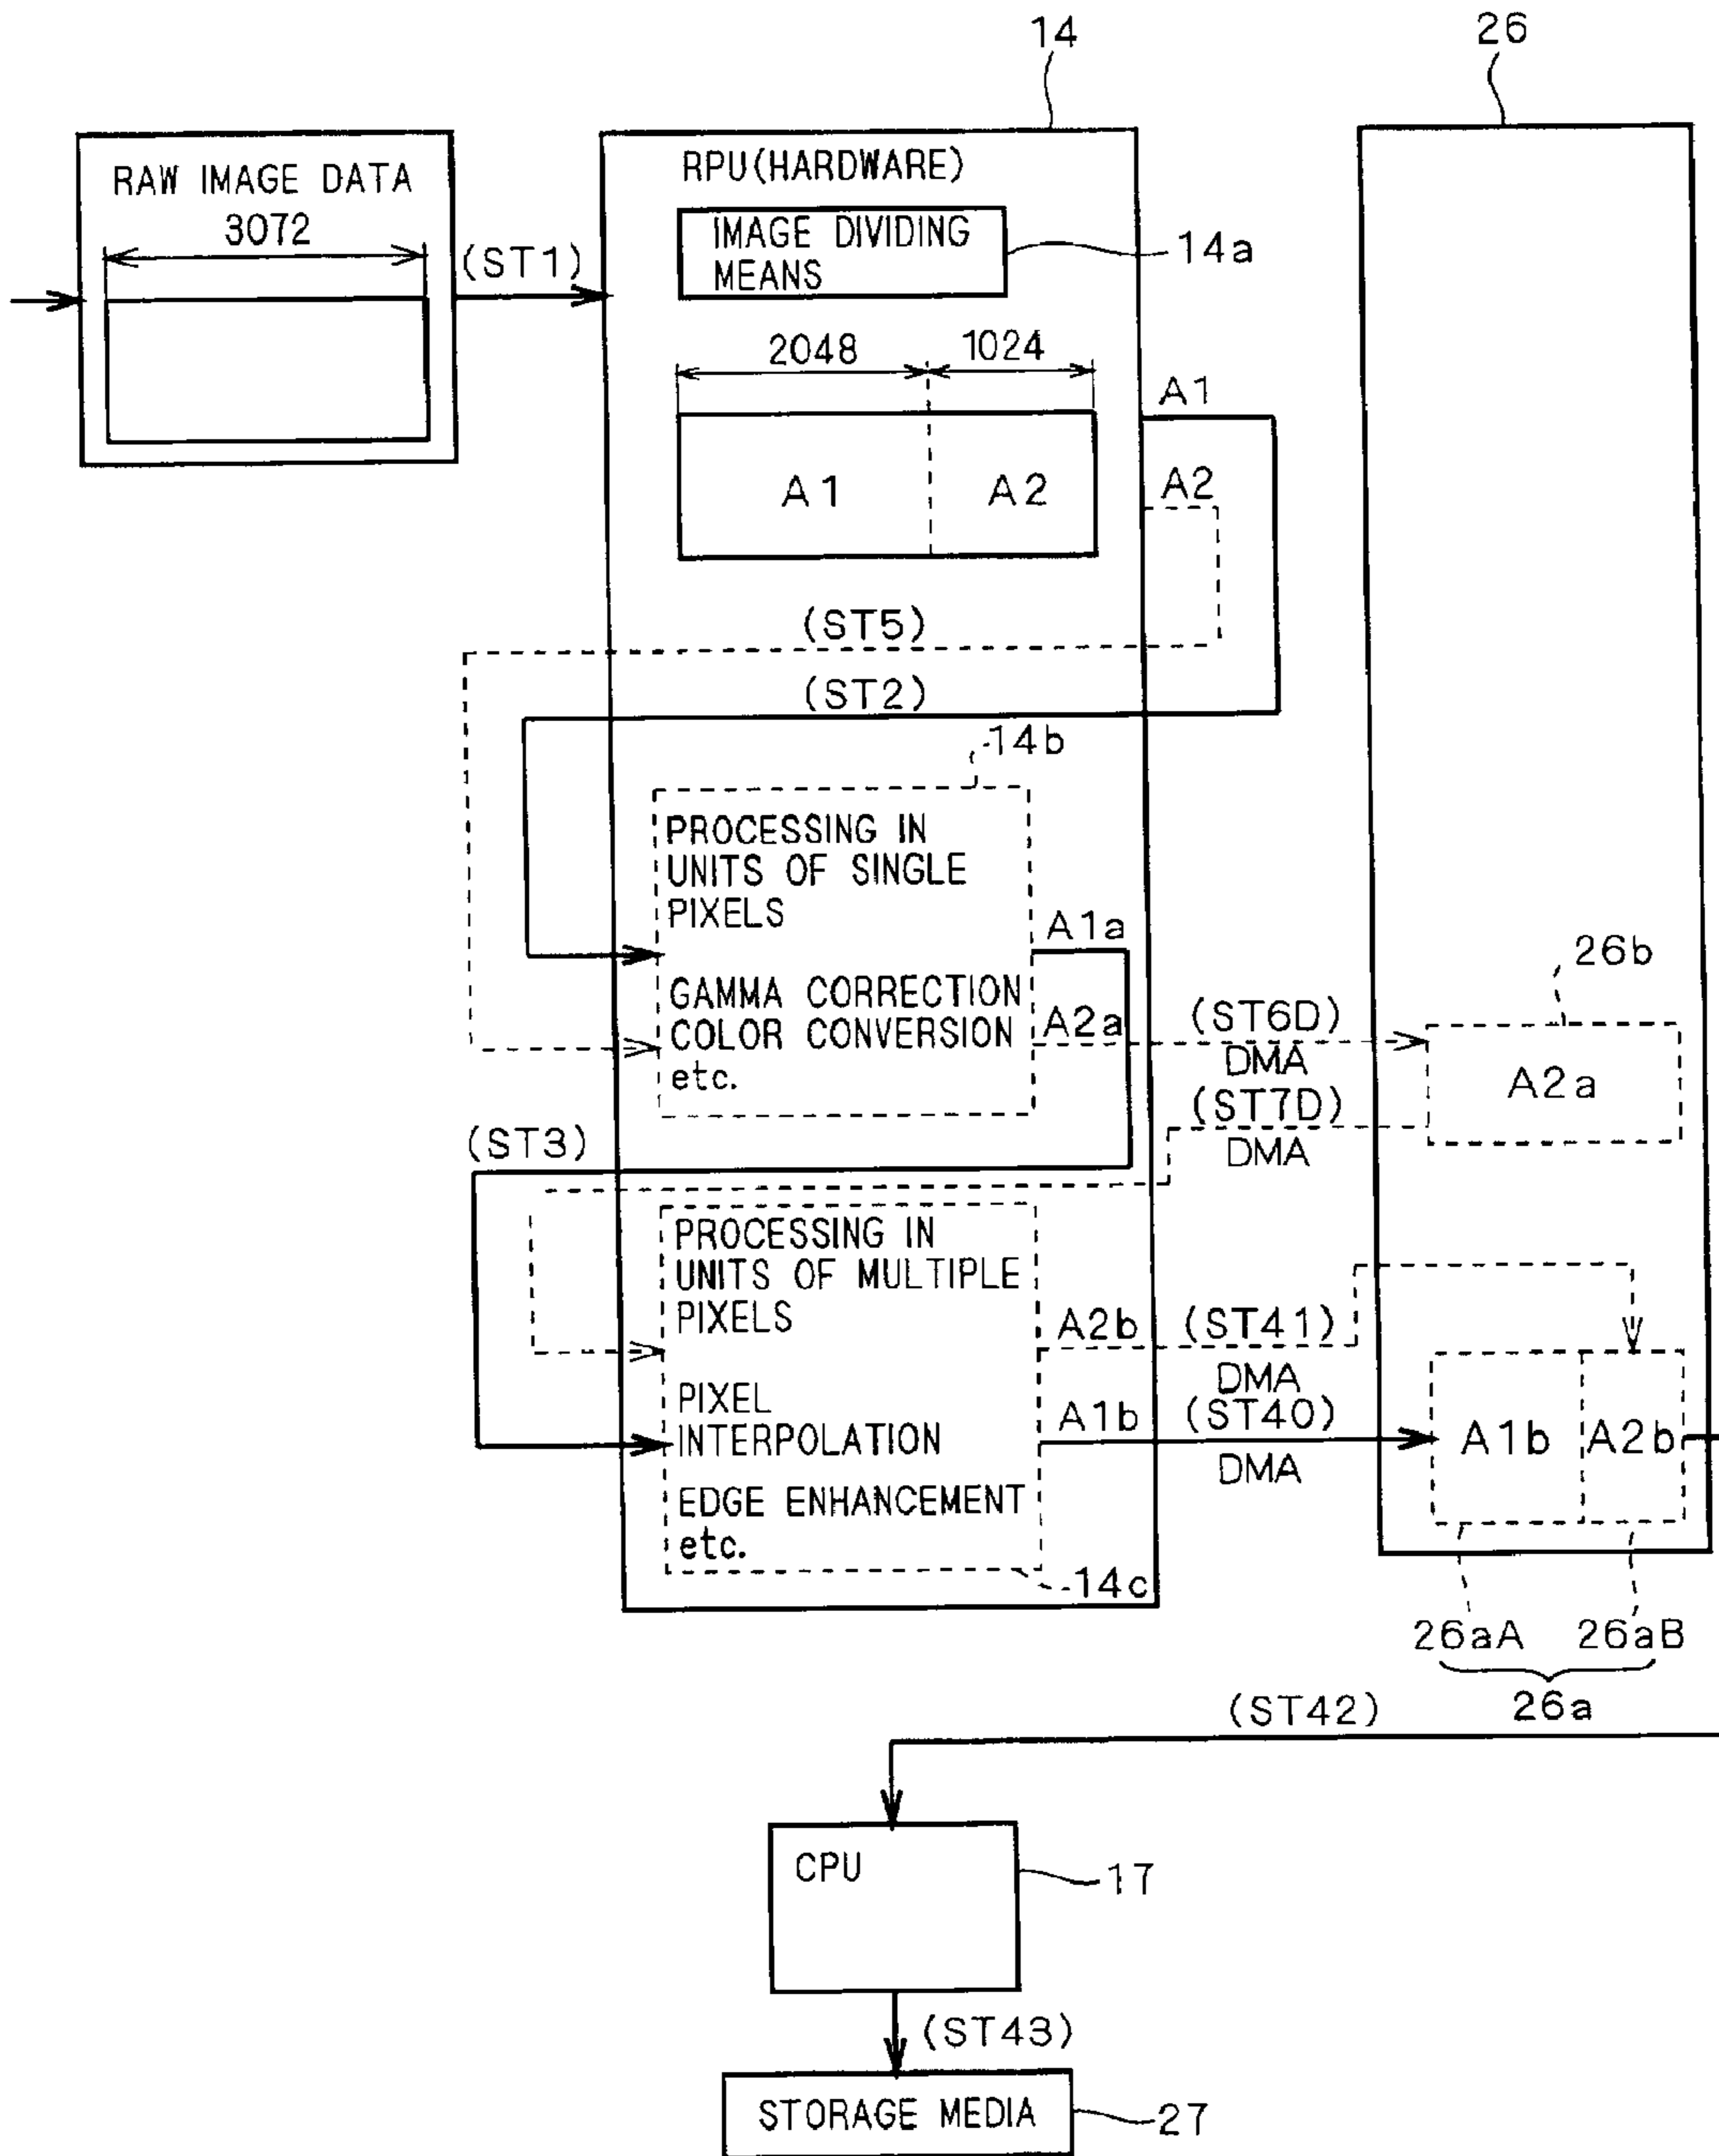 14
26
RAW IMAGE DATA
3072
(ST1)
RPU(HARDWARE)
IMAGE DIVIDING
MEANS
14a
2048
1024
A1
A2
A1
A2
(ST5)
(ST2)
14b
PROCESSING IN
UNITS OF SINGLE
PIXELS
GAMMA CORRECTION
COLOR CONVERSION
etc.
A1a
A2a
(ST6D)
DMA
(ST7D)
DMA
26b
A2a
(ST3)
PROCESSING IN
UNITS OF MULTIPLE
PIXELS
PIXEL
INTERPOLATION
EDGE ENHANCEMENT
etc.
14c
A2b
(ST41)
DMA
A1b
(ST40)
DMA
A1b
A2b
26aA
26aB
26a
(ST42)
CPU
17
(ST43)
STORAGE MEDIA
27